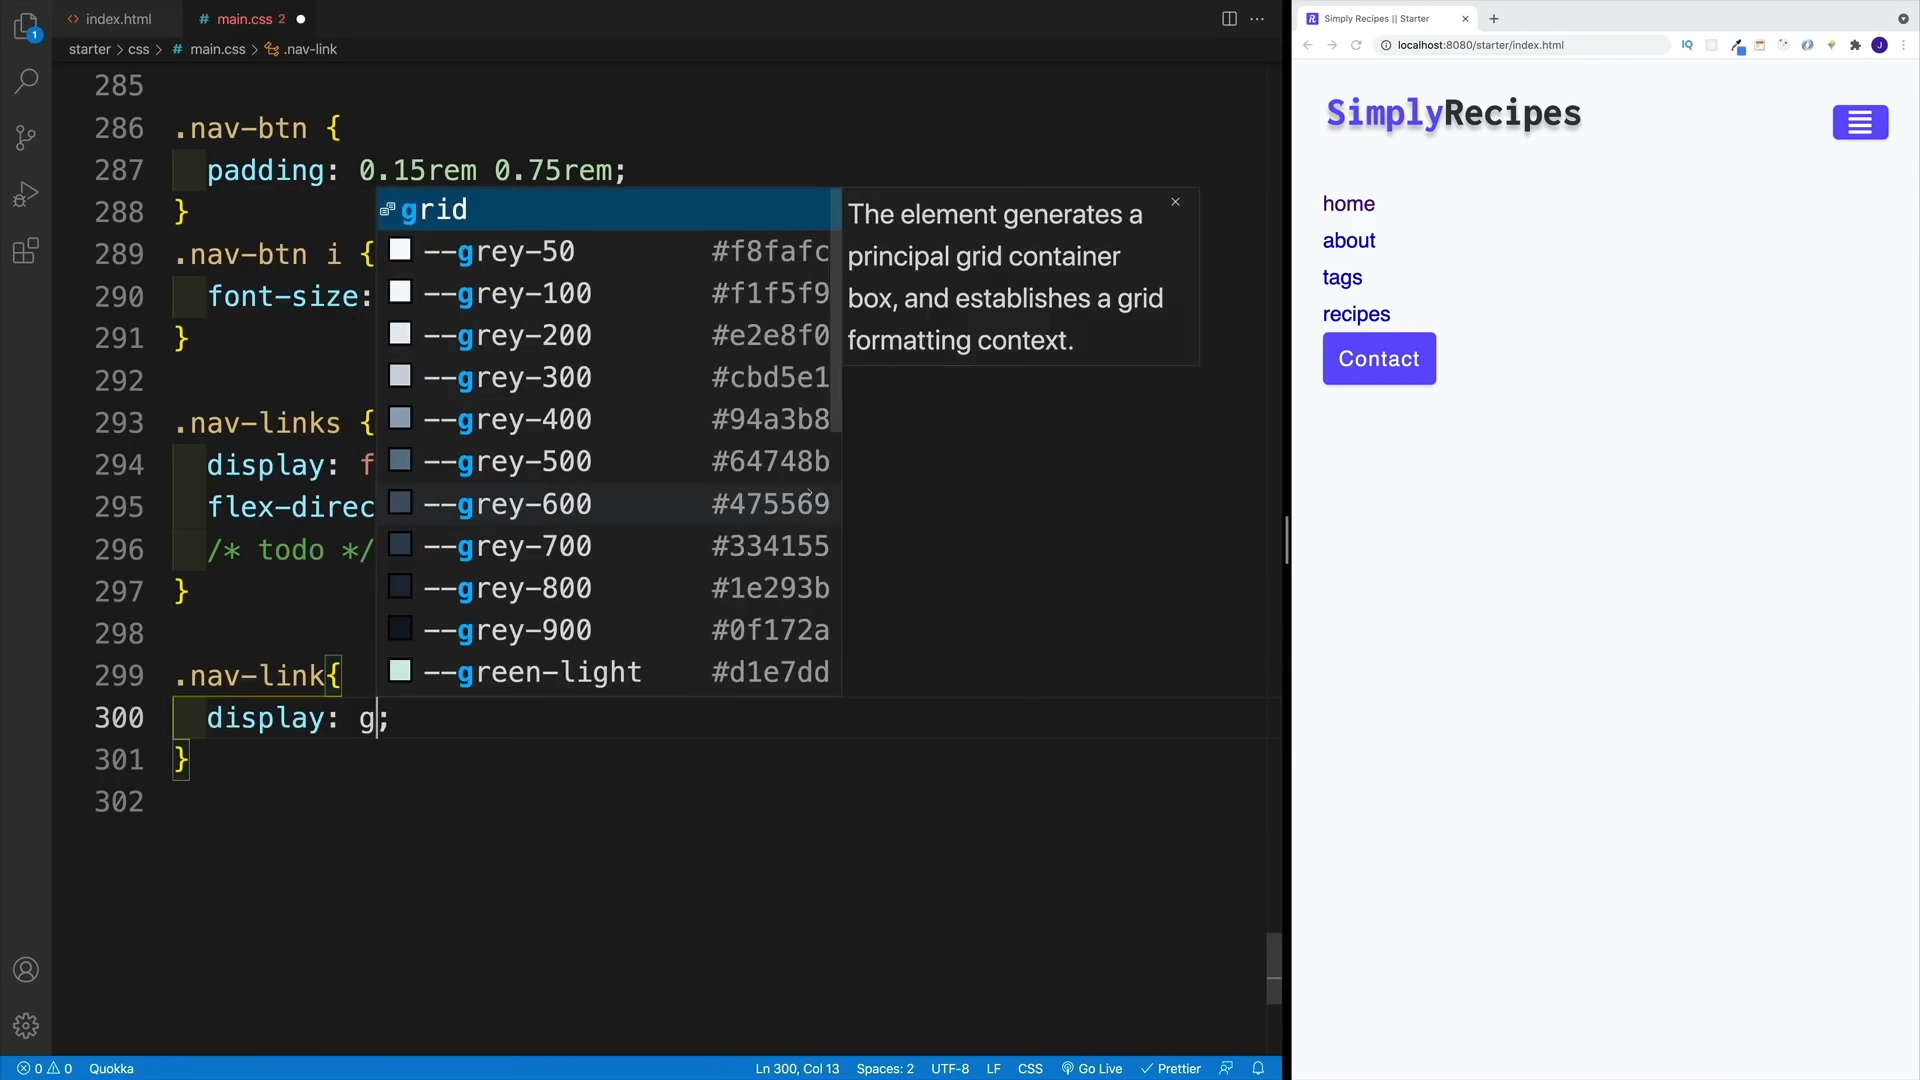 index.html
main.css 2
Simply Recipes || Starter
1
starter > css > # main.css > .nav-link
localhost:8080/starter/index.html
IQ
J
285
286 .nav-btn {
287 padding: 0.15rem 0.75rem;
288 }
289 .nav-btn i {
290 font-size:
291 }
292
293 .nav-links {
294 display: f
295 flex-direc
296 /* todo */
297 }
298
299 .nav-link{
300 display: g;
301 }
302
grid
--grey-50 #f8fafc
--grey-100 #f1f5f9
--grey-200 #e2e8f0
--grey-300 #cbd5e1
--grey-400 #94a3b8
--grey-500 #64748b
--grey-600 #475569
--grey-700 #334155
--grey-800 #1e293b
--grey-900 #0f172a
--green-light #d1e7dd
The element generates a
principal grid container
box, and establishes a grid
formatting context.
SimplyRecipes
home
about
tags
recipes
Contact
0 0 Quokka Ln 300, Col 13 Spaces: 2 UTF-8 LF CSS Go Live Prettier